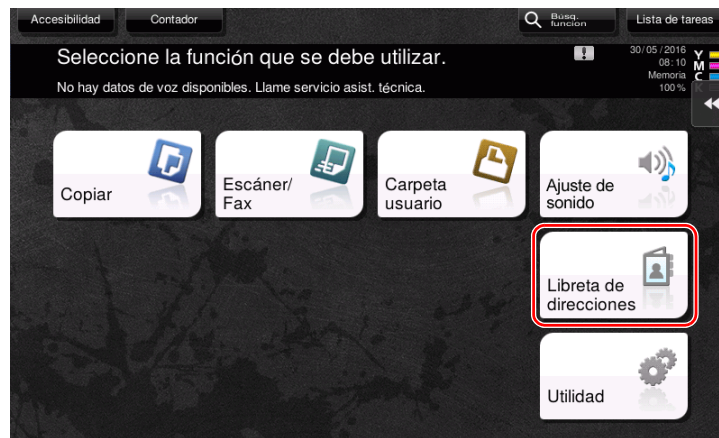 Accesibilidad
Contador
Búsq.
función
Lista de tareas
Seleccione la función que se debe utilizar.
No hay datos de voz disponibles. Llame servicio asist. técnica.
30/05/2016
08:10
Memoria
100 %
Y
M
C
K
Copiar
Escáner/
Fax
Carpeta
usuario
Ajuste de
sonido
Libreta de
direcciones
Utilidad